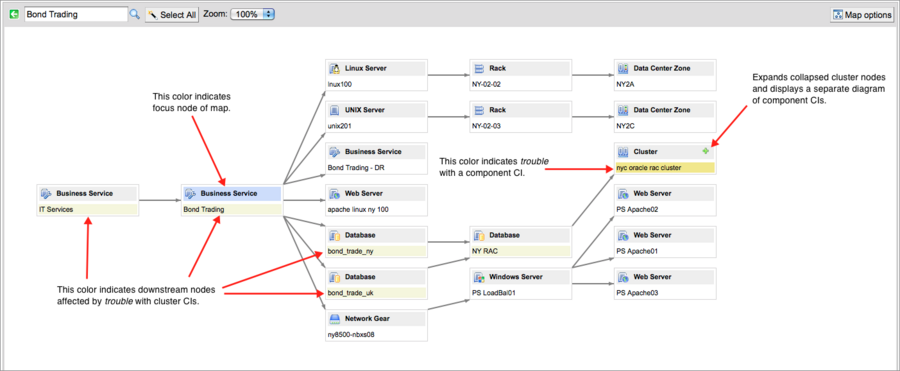 Bond Trading
Select All
Zoom: 100%
Map options
Linux Server
lnux100
Rack
NY-02-02
Data Center Zone
NY2A
Expands collapsed cluster nodes
and displays a separate diagram
of component CIs.
This color indicates
focus node of map.
UNIX Server
unix201
Rack
NY-02-03
Data Center Zone
NY2C
Business Service
Bond Trading - DR
This color indicates trouble
with a component CI.
Cluster
nyc oracle rac cluster
Business Service
IT Services
Business Service
Bond Trading
Web Server
apache linux ny 100
Web Server
PS Apache02
Database
bond_trade_ny
Database
NY RAC
Web Server
PS Apache01
This color indicates downstream nodes
affected by trouble with cluster CIs.
Database
bond_trade_uk
Windows Server
PS LoadBal01
Web Server
PS Apache03
Network Gear
ny8500-nbxs08